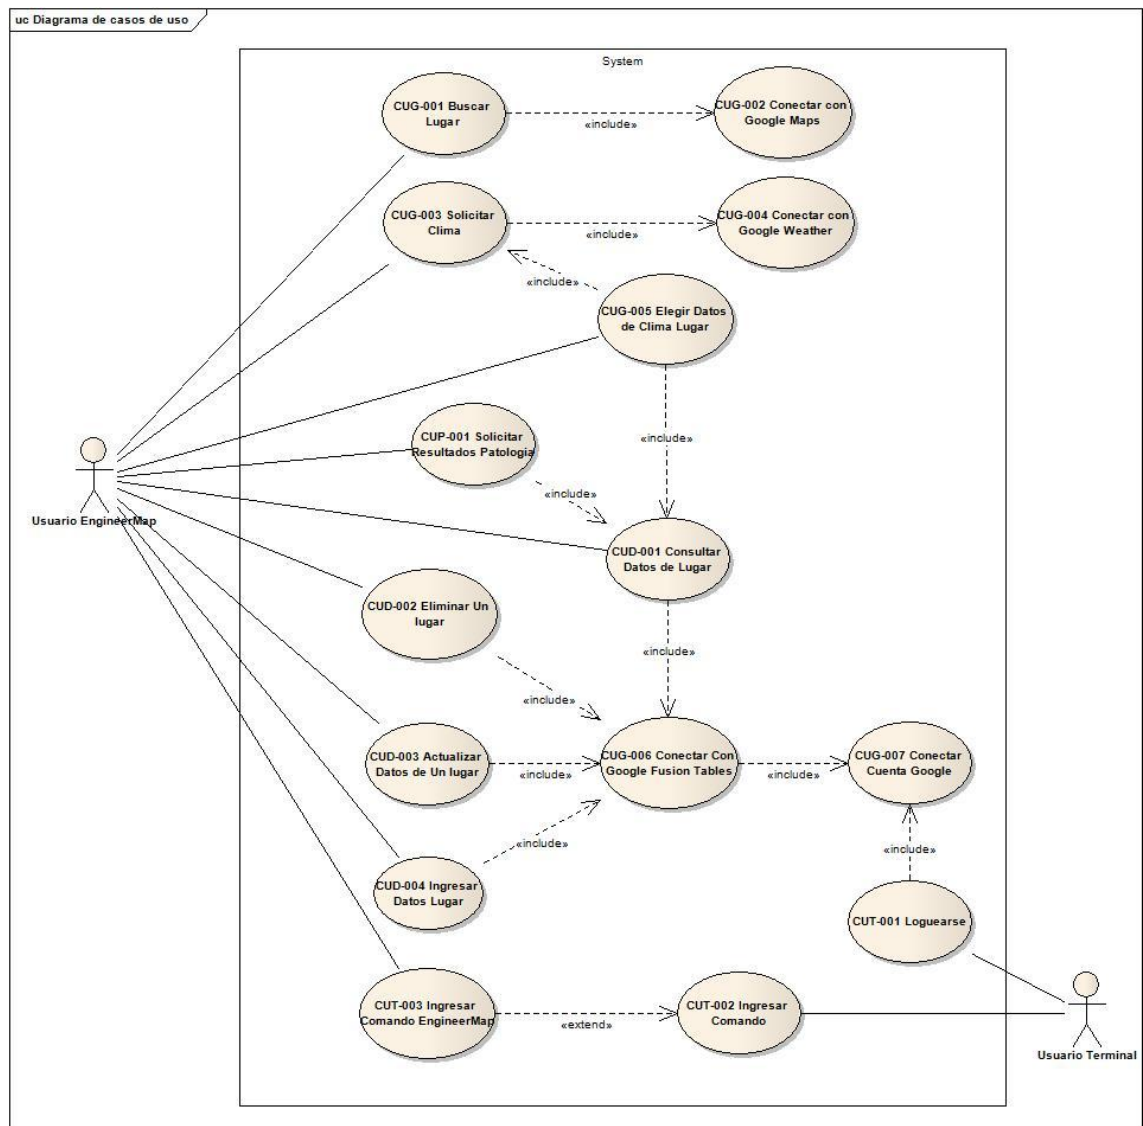 uc Diagrama de casos de uso
System
CUG-001 Buscar
Lugar
«include»
CUG-002 Conectar con
Google Maps
CUG-003 Solicitar
Clima
«include»
CUG-004 Conectar con
Google Weather
«include»
CUG-005 Elegir Datos
de Clima Lugar
«include»
CUP-001 Solicitar
Resultados Patologia
«include»
Usuario EngineerMap
CUD-001 Consultar
Datos de Lugar
CUD-002 Eliminar Un
lugar
«include»
«include»
CUD-003 Actualizar
Datos de Un lugar
«include»
CUG-006 Conectar Con
Google Fusion Tables
«include»
CUG-007 Conectar
Cuenta Google
«include»
«include»
CUD-004 Ingresar
Datos Lugar
CUT-001 Loguearse
CUT-003 Ingresar
Comando EngineerMap
«extend»
CUT-002 Ingresar
Comando
Usuario Terminal